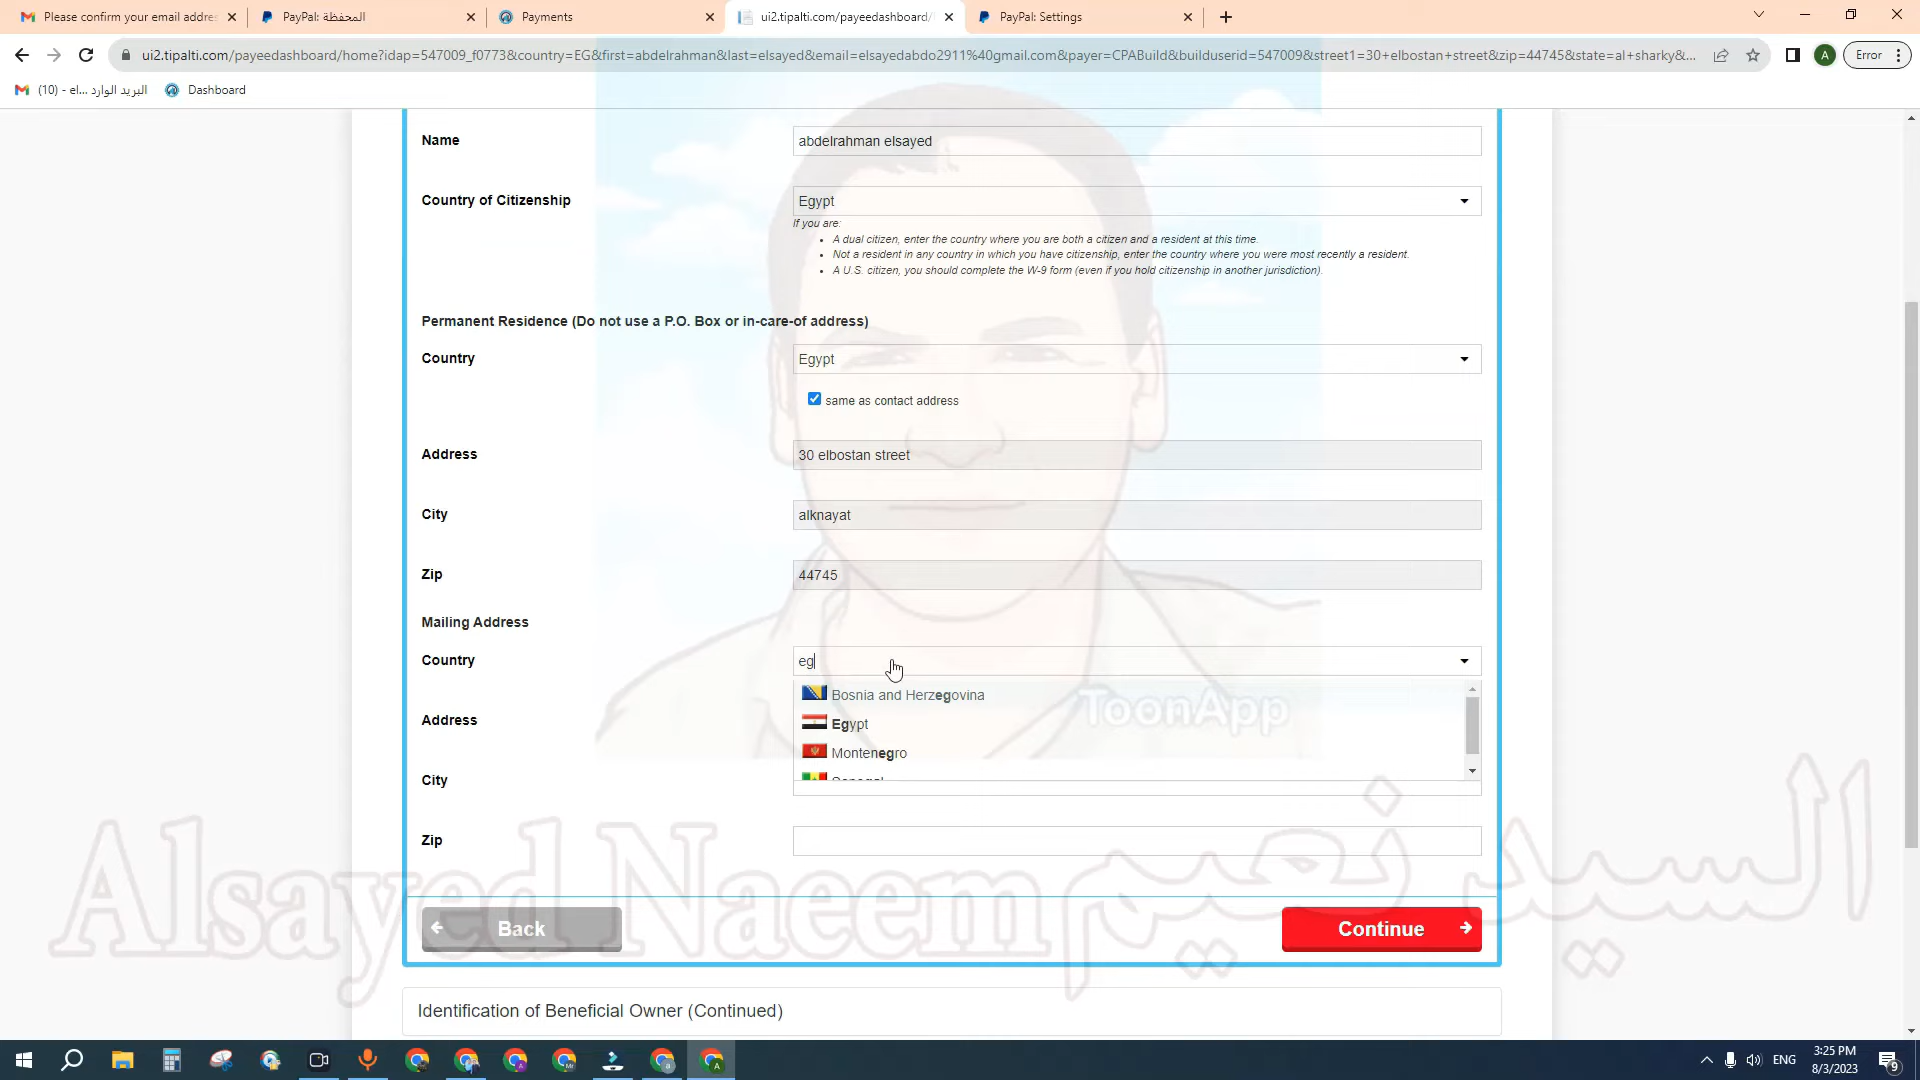 Please confirm your email addre
PayPal: المحفظة
Payments
ui2.tipalti.com/payeedashboard/
PayPal: Settings
ui2.tipalti.com/payeedashboard/home?idap=547009_f0773&country=EG&first=abdelrahman&last=elsayed&email=elsayedabdo2911%40gmail.com&payer=CPABuild&builduserid=547009&street1=30+elbostan+street&zip=44745&state=al+sharky&...
A
Error
(10) - el... البريد الوارد
Dashboard
Name
abdelrahman elsayed
Country of Citizenship
Egypt
If you are:
• A dual citizen, enter the country where you are both a citizen and a resident at this time.
• Not a resident in any country in which you have citizenship, enter the country where you were most recently a resident.
• A U.S. citizen, you should complete the W-9 form (even if you hold citizenship in another jurisdiction).
Permanent Residence (Do not use a P.O. Box or in-care-of address)
Country
Egypt
same as contact address
Address
30 elbostan street
City
alknayat
Zip
44745
Mailing Address
Country
eg
Bosnia and Herzegovina
Egypt
Montenegro
Senegal
ToonApp
Address
City
Zip
Alsayed Naeem السيد نعيم
Back
Continue
Identification of Beneficial Owner (Continued)
ENG
3:25 PM
8/3/2023
9